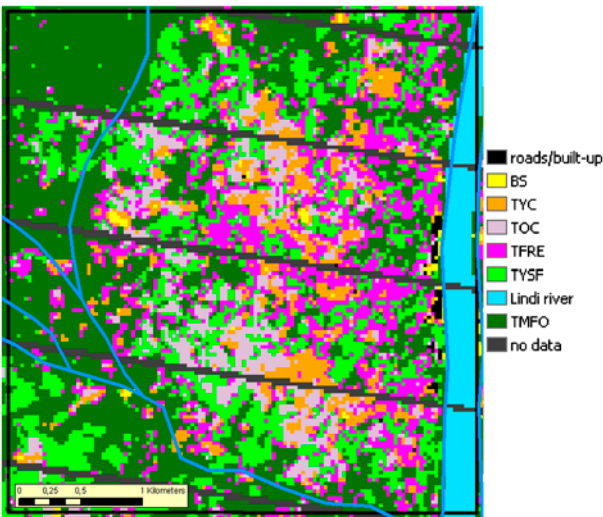 roads/built-up
BS
TYC
TOC
TFRE
TYSF
Lindi river
TMFO
no data
0 0,25 0,5 1 Kilometers